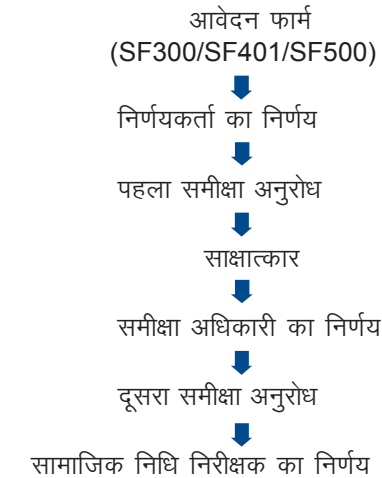 आवेदन फार्म
(SF300/SF401/SF500)
निर्णयकर्ता का निर्णय
पहला समीक्षा अनुरोध
साक्षात्कार
समीक्षा अधिकारी का निर्णय
दूसरा समीक्षा अनुरोध
सामाजिक निधि निरीक्षक का निर्णय